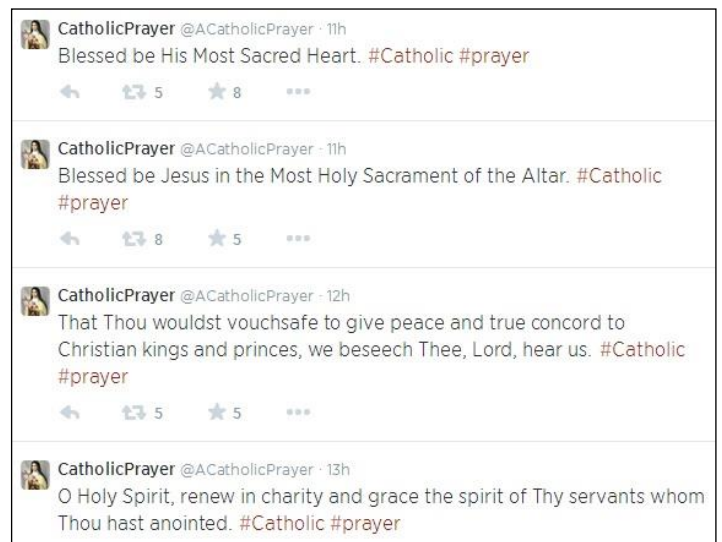 CatholicPrayer @ACatholicPrayer · 11h
Blessed be His Most Sacred Heart. #Catholic #prayer
5 8
CatholicPrayer @ACatholicPrayer · 11h
Blessed be Jesus in the Most Holy Sacrament of the Altar. #Catholic
#prayer
8 5
CatholicPrayer @ACatholicPrayer · 12h
That Thou wouldst vouchsafe to give peace and true concord to
Christian kings and princes, we beseech Thee, Lord, hear us. #Catholic
#prayer
5 5
CatholicPrayer @ACatholicPrayer · 13h
O Holy Spirit, renew in charity and grace the spirit of Thy servants whom
Thou hast anointed. #Catholic #prayer